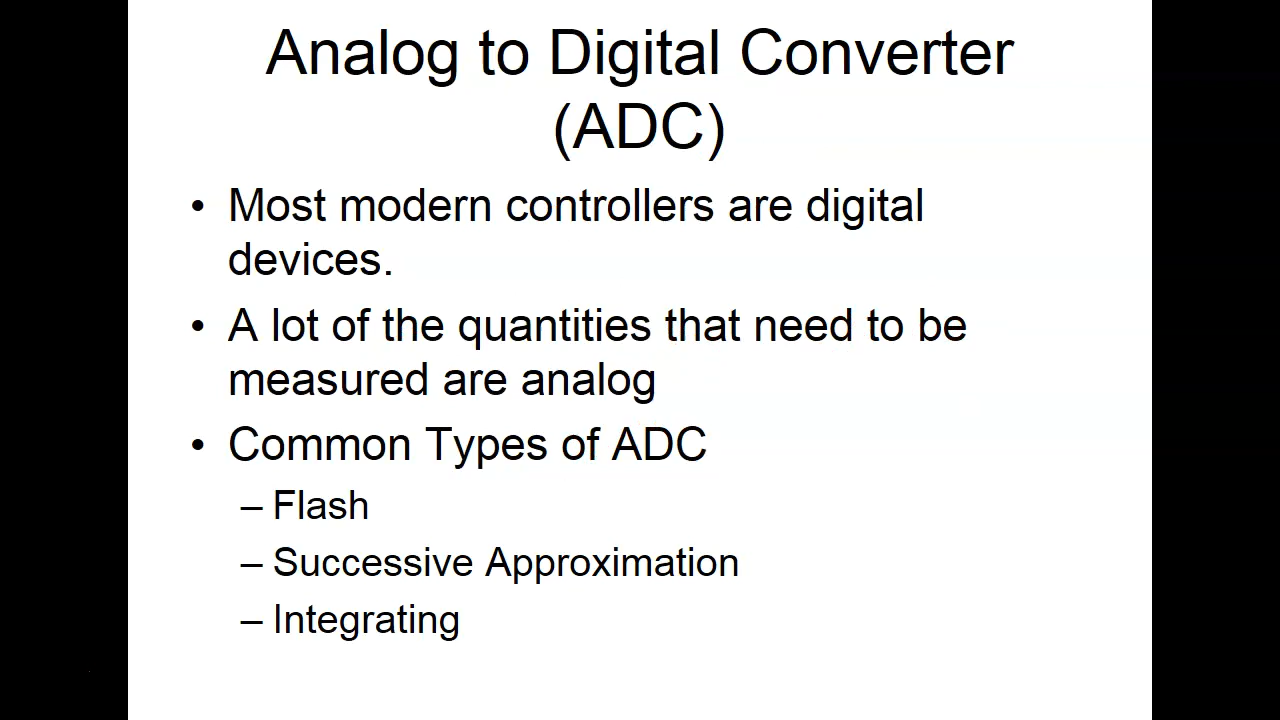 Analog to Digital Converter
(ADC)
• Most modern controllers are digital
devices.
• A lot of the quantities that need to be
measured are analog
• Common Types of ADC
– Flash
– Successive Approximation
– Integrating